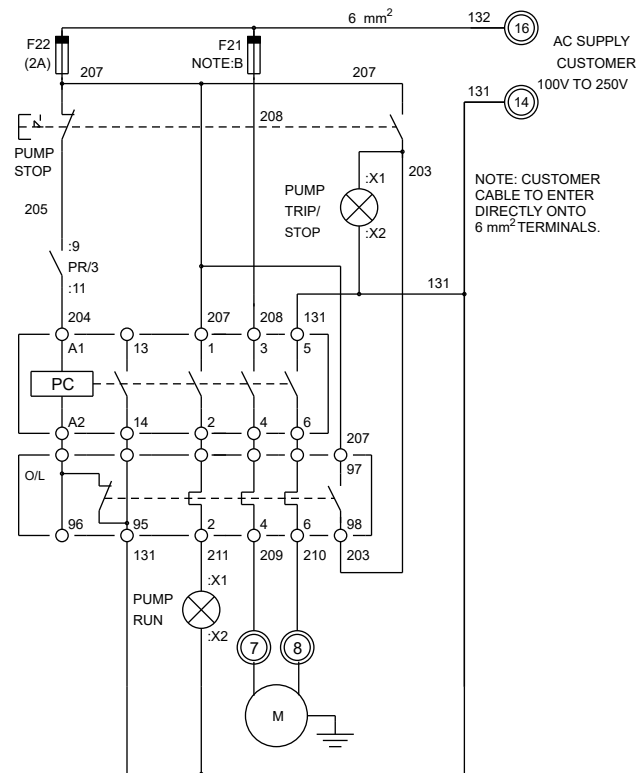 6 mm²
132
16
F22
(2A)
F21
NOTE:B
AC SUPPLY
CUSTOMER
100V TO 250V
207
207
131
14
208
PUMP
STOP
:X1
203
PUMP
TRIP/
STOP
:X2
NOTE: CUSTOMER
CABLE TO ENTER
DIRECTLY ONTO
6 mm² TERMINALS.
205
:9
PR/3
:11
131
204
207
208
131
A1
13
1
3
5
PC
A2
14
2
4
6
207
97
O/L
96
95
2
4
6
98
131
211
209
210
203
:X1
PUMP
RUN
:X2
7
8
M